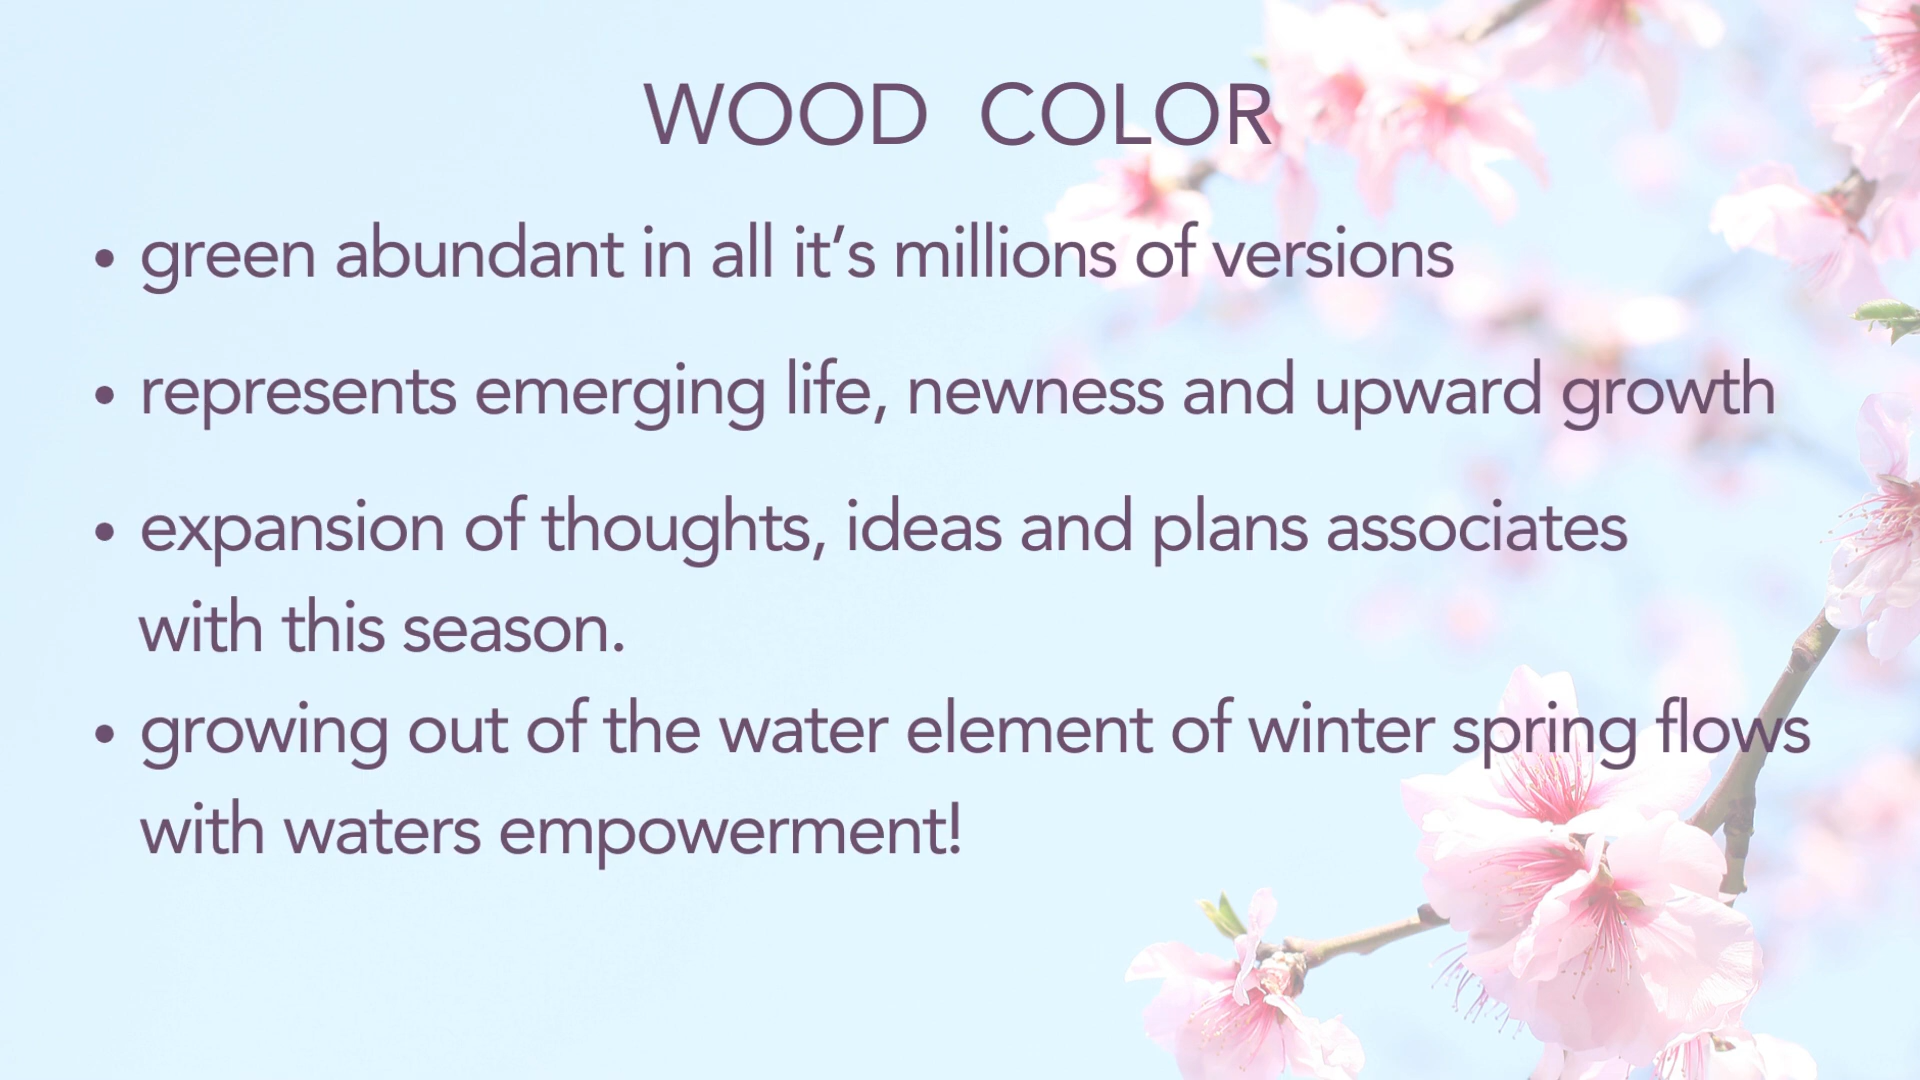 WOOD COLOR
• green abundant in all it’s millions of versions
• represents emerging life, newness and upward growth
• expansion of thoughts, ideas and plans associates
with this season.
• growing out of the water element of winter spring flows
with waters empowerment!